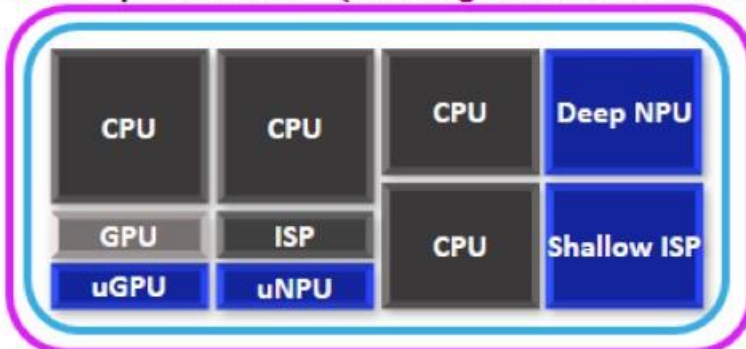 CPU
CPU
CPU
Deep NPU
GPU
ISP
CPU
Shallow ISP
uGPU
uNPU